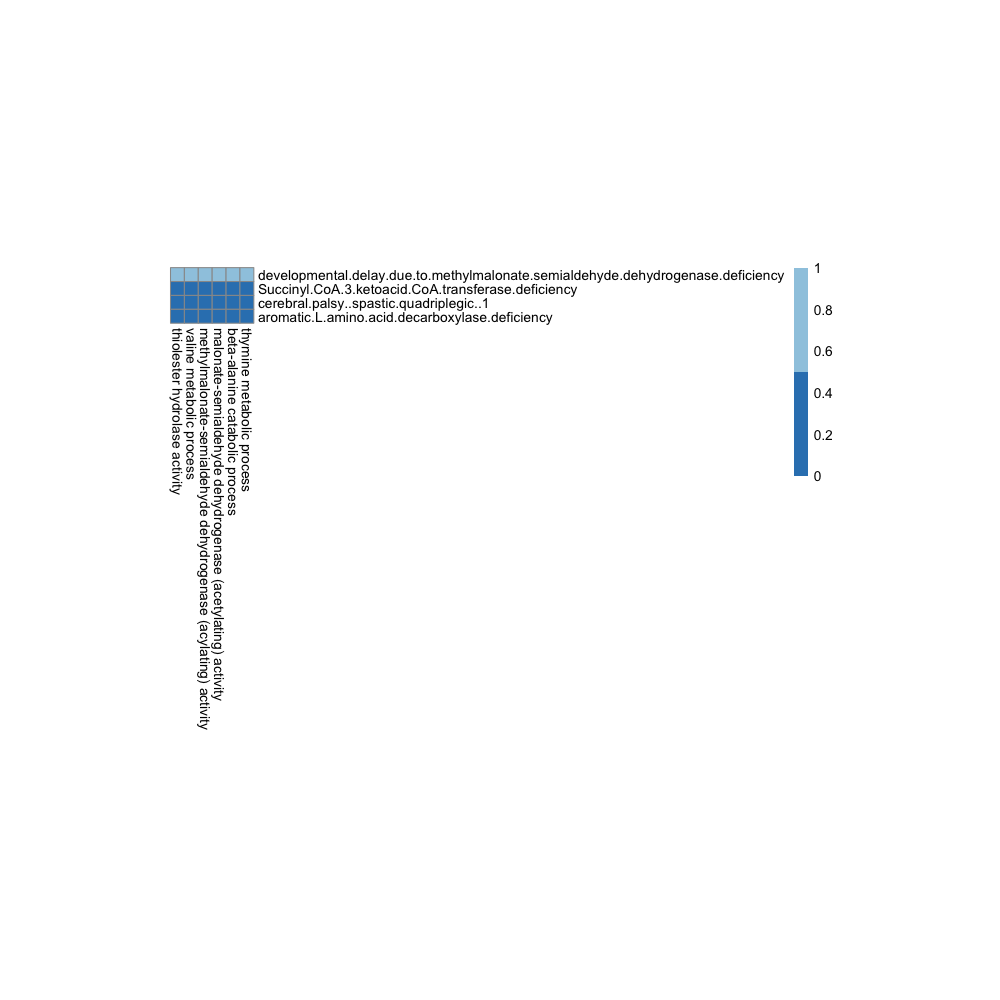 developmental.delay.due.to.methylmalonate.semialdehyde.dehydrogenase.deficiency
Succinyl.CoA.3.ketoacid.CoA.transferase.deficiency
cerebral.palsy..spastic.quadriplegic..1
aromatic.L.amino.acid.decarboxylase.deficiency
thiolester hydrolase activity
valine metabolic process
methylmalonate-semialdehyde dehydrogenase (acylating) activity
malonate-semialdehyde dehydrogenase (acetylating) activity
beta-alanine catabolic process
thymine metabolic process
1
0.8
0.6
0.4
0.2
0